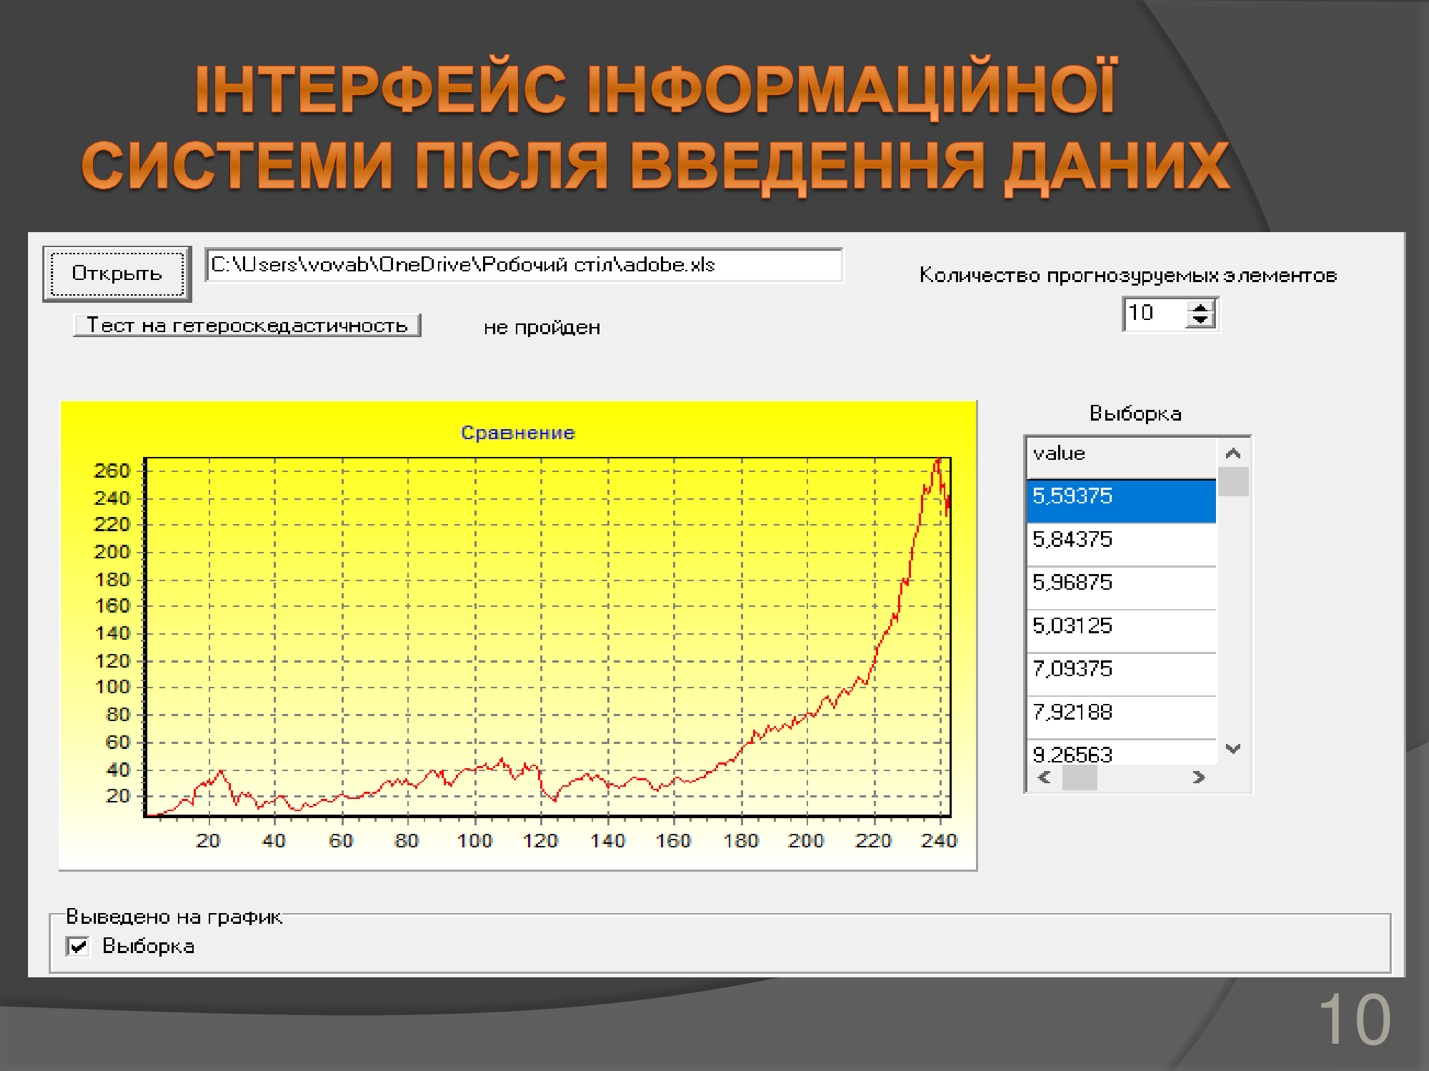 ІНТЕРФЕЙС ІНФОРМАЦІЙНОЇ
СИСТЕМИ ПІСЛЯ ВВЕДЕННЯ ДАНИХ
Открыть
C:\Users\vovab\OneDrive\Робочий стіл\adobe.xls
Количество прогнозуруемых элементов
10
Тест на гетероскедастичность
не пройден
Сравнение
260
240
220
200
180
160
140
120
100
80
60
40
20
20 40 60 80 100 120 140 160 180 200 220 240
Выборка
value
5,59375
5,84375
5,96875
5,03125
7,09375
7,92188
9,26563
Выведено на график
Выборка
10